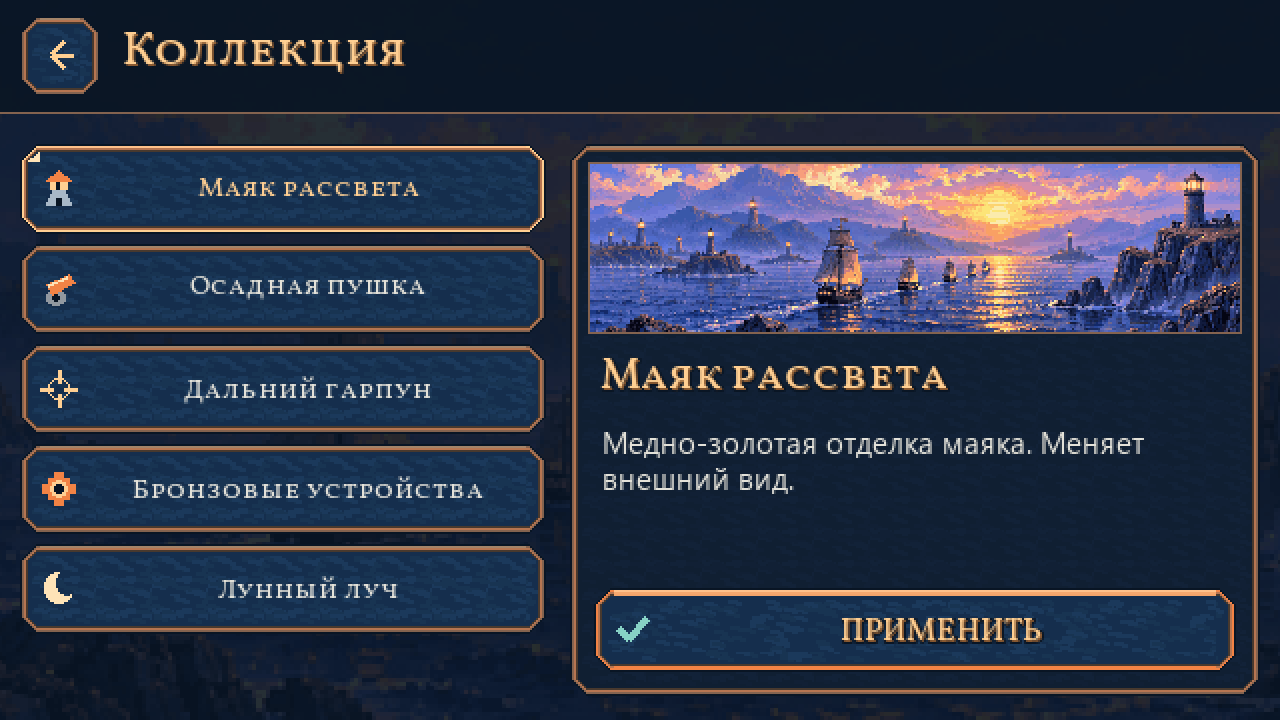 Коллекция
Маяк рассвета
Осадная пушка
Дальний гарпун
Бронзовые устройства
Лунный луч
Маяк рассвета
Медно-золотая отделка маяка. Меняет
внешний вид.
ПРИМЕНИТЬ